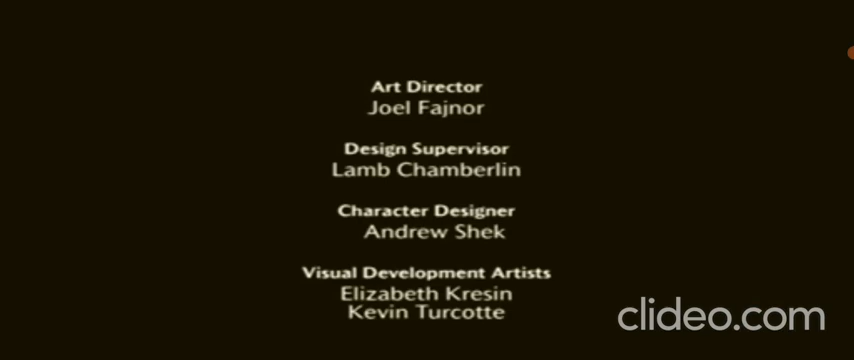 Art Director
Joel Fajnor
Design Supervisor
Lamb Chamberlin
Character Designer
Andrew Shek
Visual Development Artists
Elizabeth Kresin
Kevin Turcotte
clideo.com